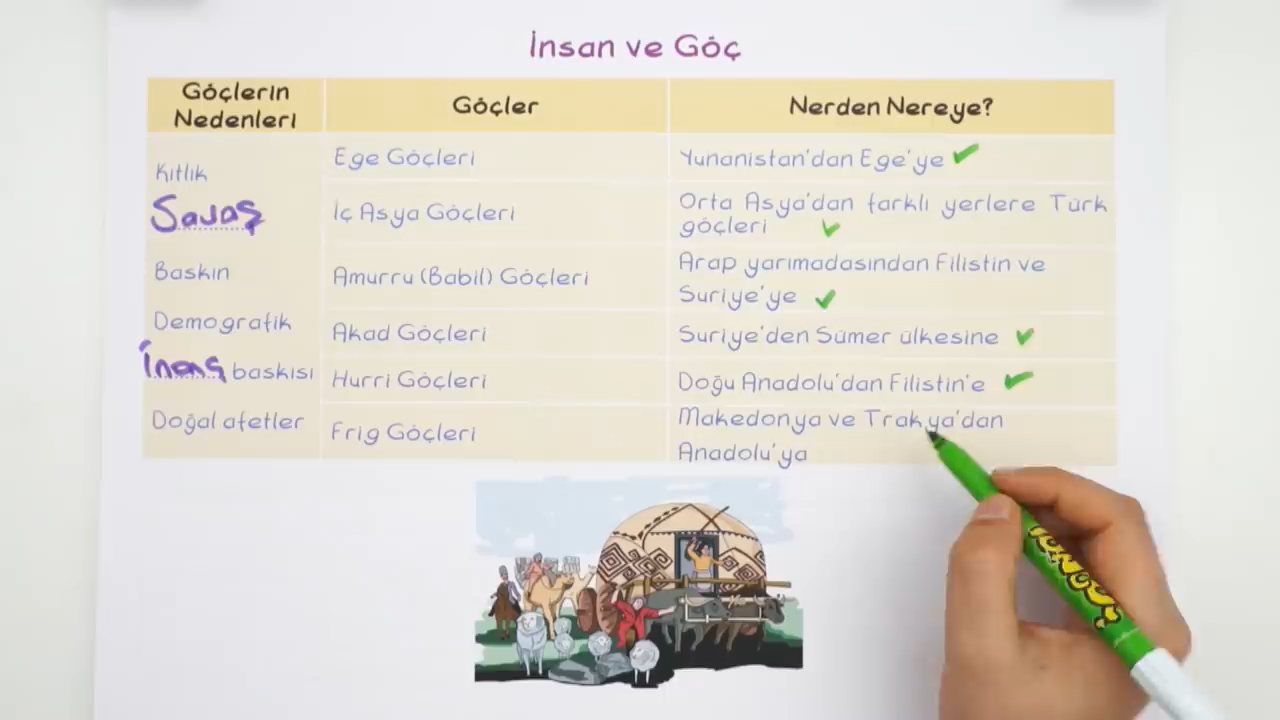 İnsan ve Göç
Göçlerin
Nedenleri
Göçler
Nerden Nereye?
Kıtlık
Savaş
Baskın
Demografik
İnanç baskısı
Doğal afetler
Ege Göçleri
Yunanistan'dan Ege'ye
İç Asya Göçleri
Orta Asya'dan farklı yerlere Türk
göçleri
Amurru (Babil) Göçleri
Arap yarımadasından Filistin ve
Suriye'ye
Akad Göçleri
Suriye'den Sümer ülkesine
Hurri Göçleri
Doğu Anadolu'dan Filistin'e
Frig Göçleri
Makedonya ve Trakya'dan
Anadolu'ya